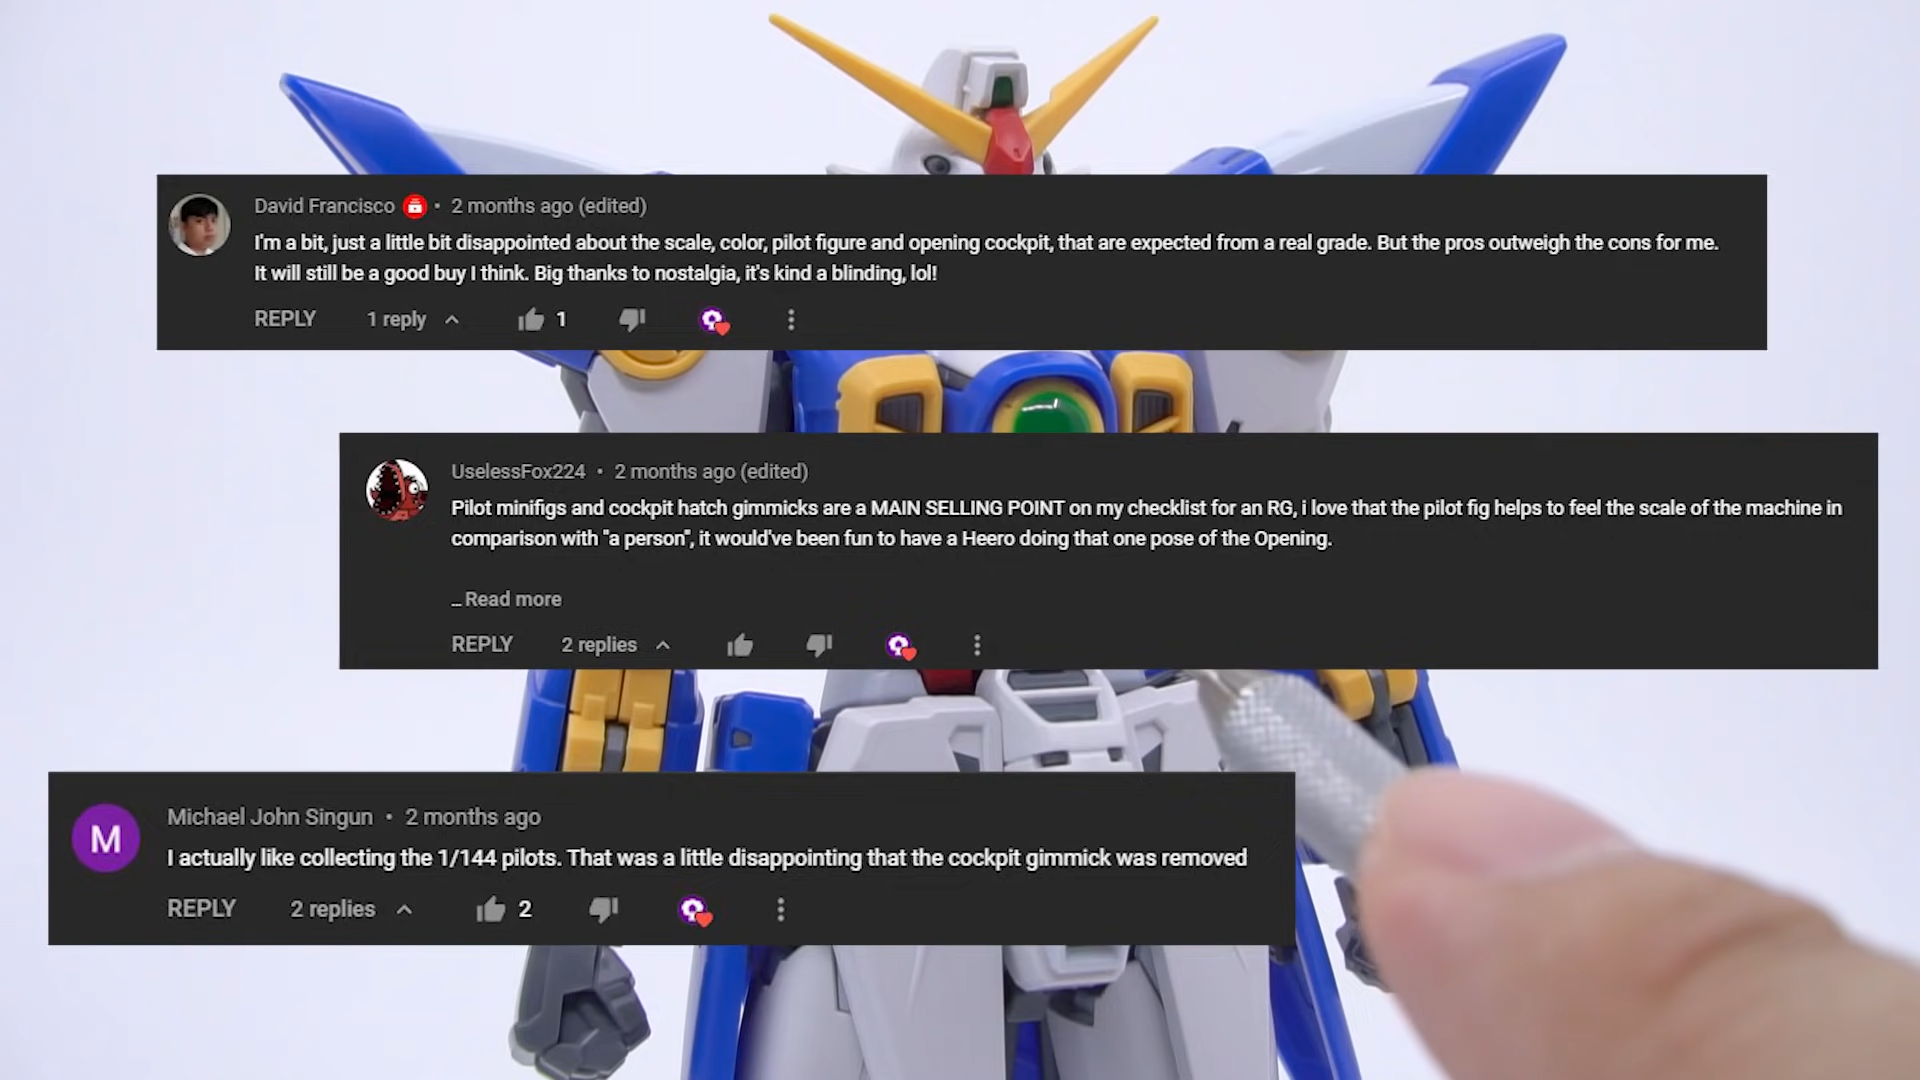 David Francisco • 2 months ago (edited)
I'm a bit, just a little bit disappointed about the scale, color, pilot figure and opening cockpit, that are expected from a real grade. But the pros outweigh the cons for me.
It will still be a good buy I think. Big thanks to nostalgia, it's kind a blinding, lol!
REPLY 1 reply 1
UselessFox224 • 2 months ago (edited)
Pilot minifigs and cockpit hatch gimmicks are a MAIN SELLING POINT on my checklist for an RG, i love that the pilot fig helps to feel the scale of the machine in
comparison with "a person", it would've been fun to have a Heero doing that one pose of the Opening.
... Read more
REPLY 2 replies
M
Michael John Singun • 2 months ago
I actually like collecting the 1/144 pilots. That was a little disappointing that the cockpit gimmick was removed
REPLY 2 replies 2